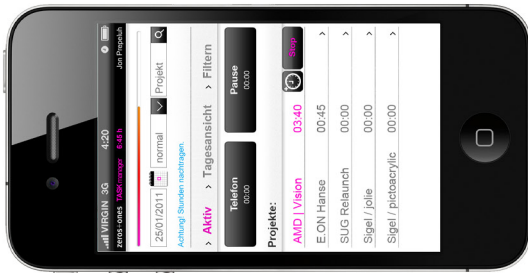 VIRGIN 3G 4:20
zeros+ones TASKmanager 6:45 h Jon Prepeluh
25/01/2011 normal Projekt
Achtung! Stunden nachtragen.
> Aktiv > Tagesansicht > Filtern
Telefon Pause
00:00 00:00
Projekte:
AMD | Vision 03:40 Stop
E.ON Hanse 00:45 >
SUG Relaunch 00:00 >
Sigel / jolie 00:00 >
Sigel / pictoacrylic 00:00 >